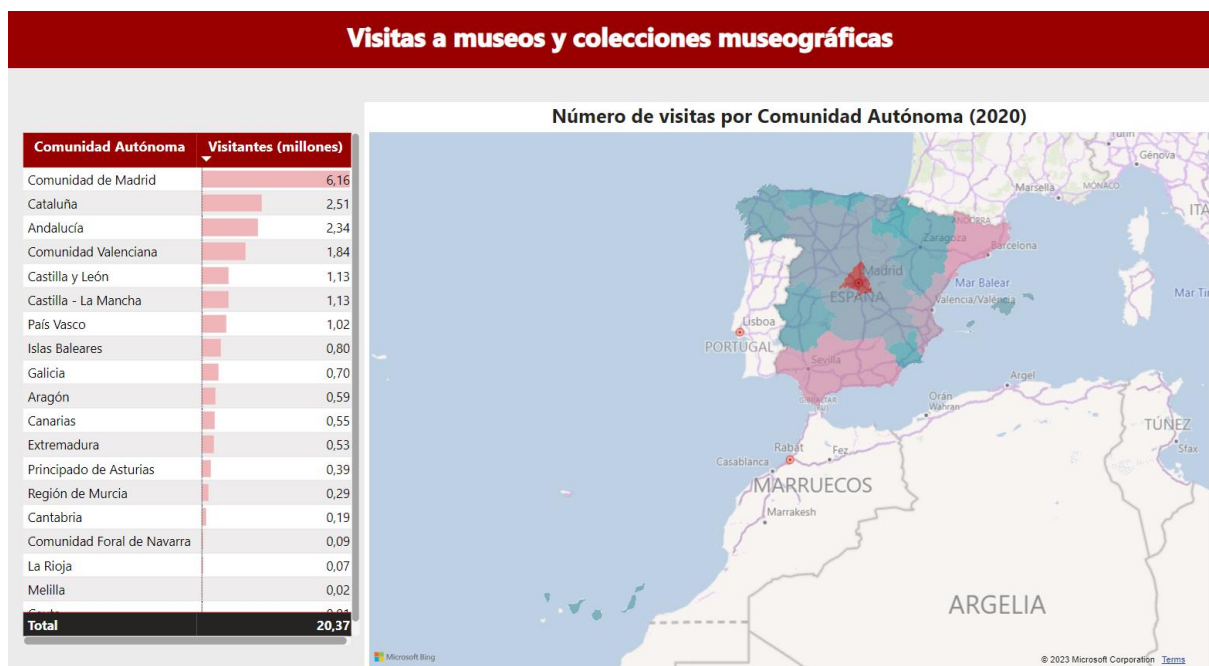 Visitas a museos y colecciones museográficas
Número de visitas por Comunidad Autónoma (2020)
Comunidad Autónoma Visitantes (millones)
Comunidad de Madrid 6,16
Cataluña 2,51
Andalucía 2,34
Comunidad Valenciana 1,84
Castilla y León 1,13
Castilla - La Mancha 1,13
País Vasco 1,02
Islas Baleares 0,80
Galicia 0,70
Aragón 0,59
Canarias 0,55
Extremadura 0,53
Principado de Asturias 0,39
Región de Murcia 0,29
Cantabria 0,19
Comunidad Foral de Navarra 0,09
La Rioja 0,07
Melilla 0,02
Total 20,37
Génova
Marsella
MÓNACO
ITA
ANDORRA
Zaragoza
Barcelona
Madrid
ESPAÑA
Mar Balear
Valencia/València
Mar Tir
Lisboa
PORTUGAL
Sevilla
GIBRALTAR
(RU)
Argel
Orán
Wahran
TÚNEZ
Sfax
Rabat
Fez
Casablanca
MARRUECOS
Marrakesh
ARGELIA
Microsoft Bing
© 2023 Microsoft Corporation Terms